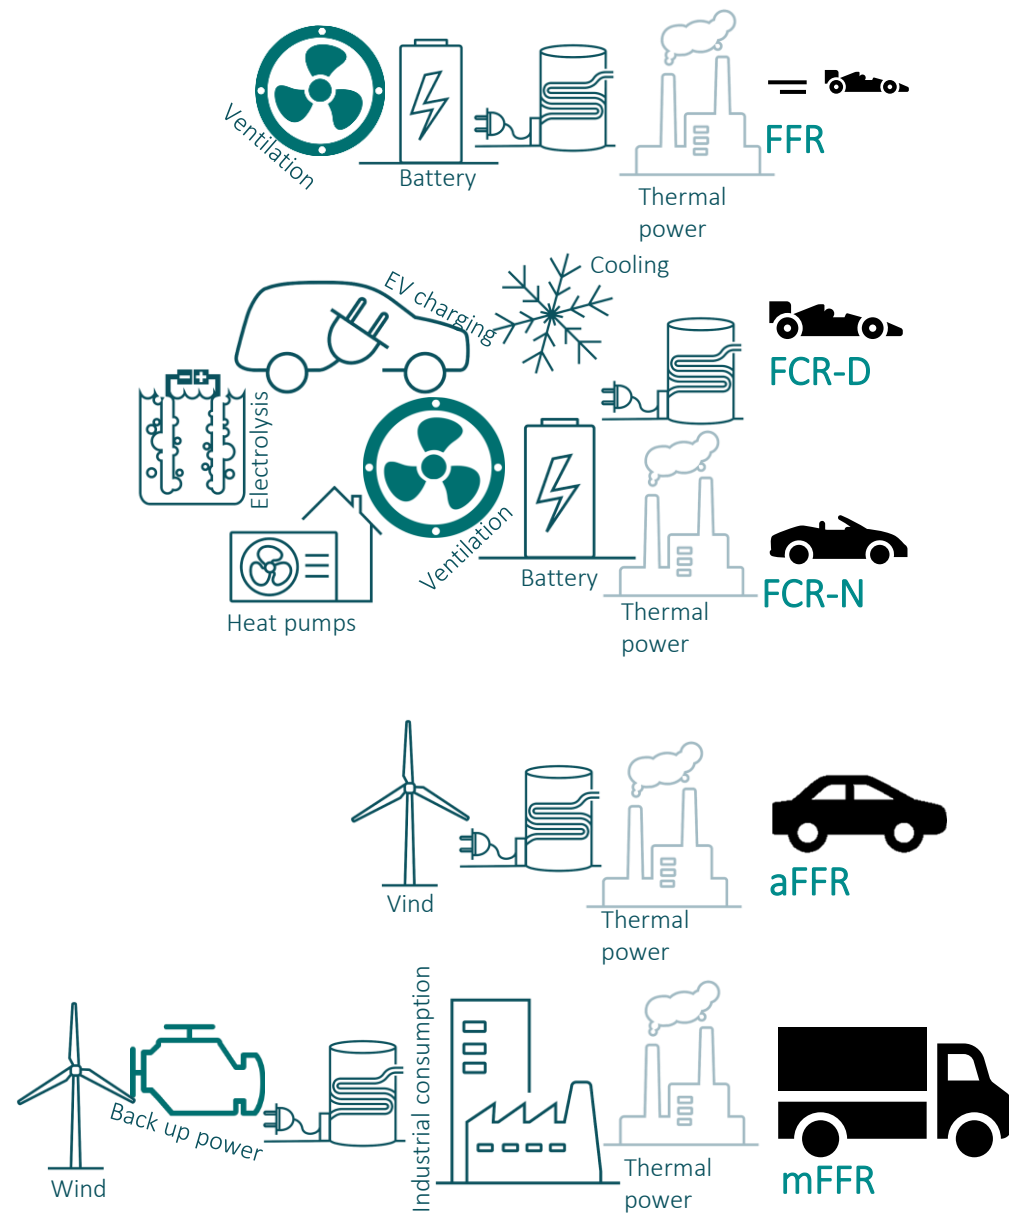 Ventilation
Battery
Thermal
power
FFR
Cooling
EV charging
FCR-D
Electrolysis
Ventilation
Battery
Heat pumps
Thermal
power
FCR-N
Vind
Thermal
power
aFFR
Wind
Back up power
Industrial consumption
Thermal
power
mFFR